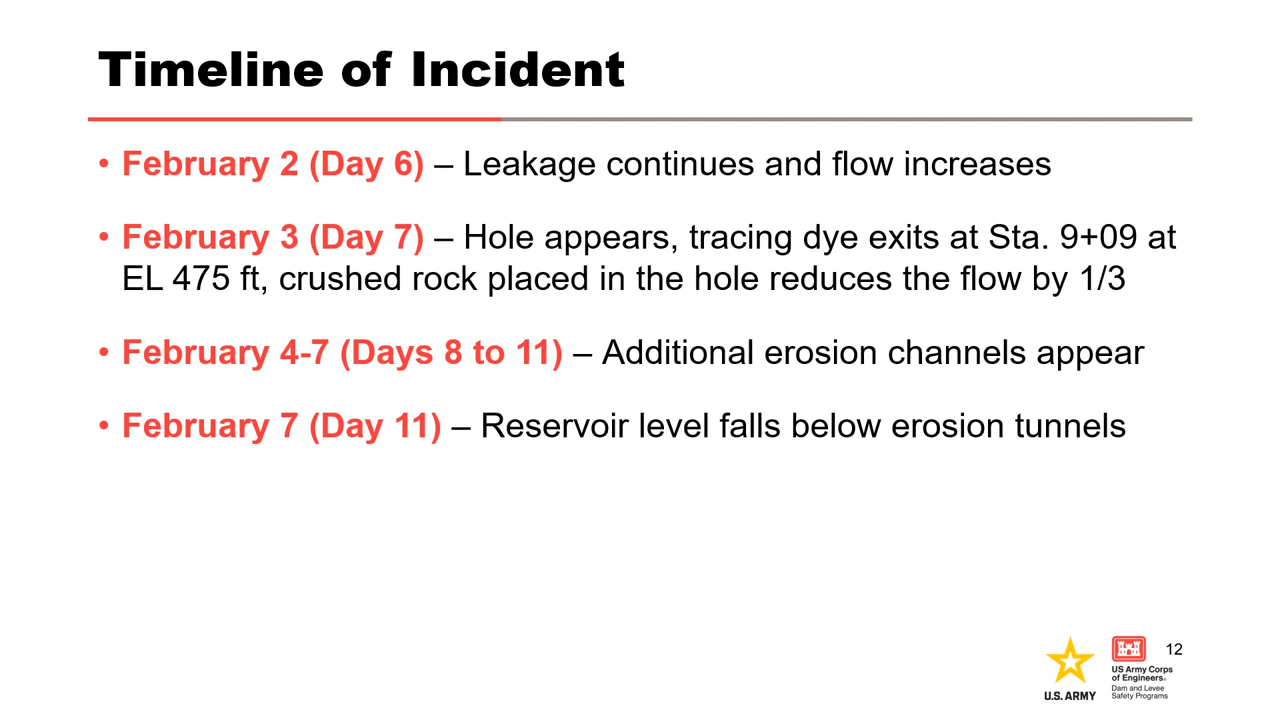 Timeline of Incident
• February 2 (Day 6) – Leakage continues and flow increases
• February 3 (Day 7) – Hole appears, tracing dye exits at Sta. 9+09 at
EL 475 ft, crushed rock placed in the hole reduces the flow by 1/3
• February 4-7 (Days 8 to 11) – Additional erosion channels appear
• February 7 (Day 11) – Reservoir level falls below erosion tunnels
U.S. ARMY
US Army Corps
of Engineers®
Dam and Levee
Safety Programs
12